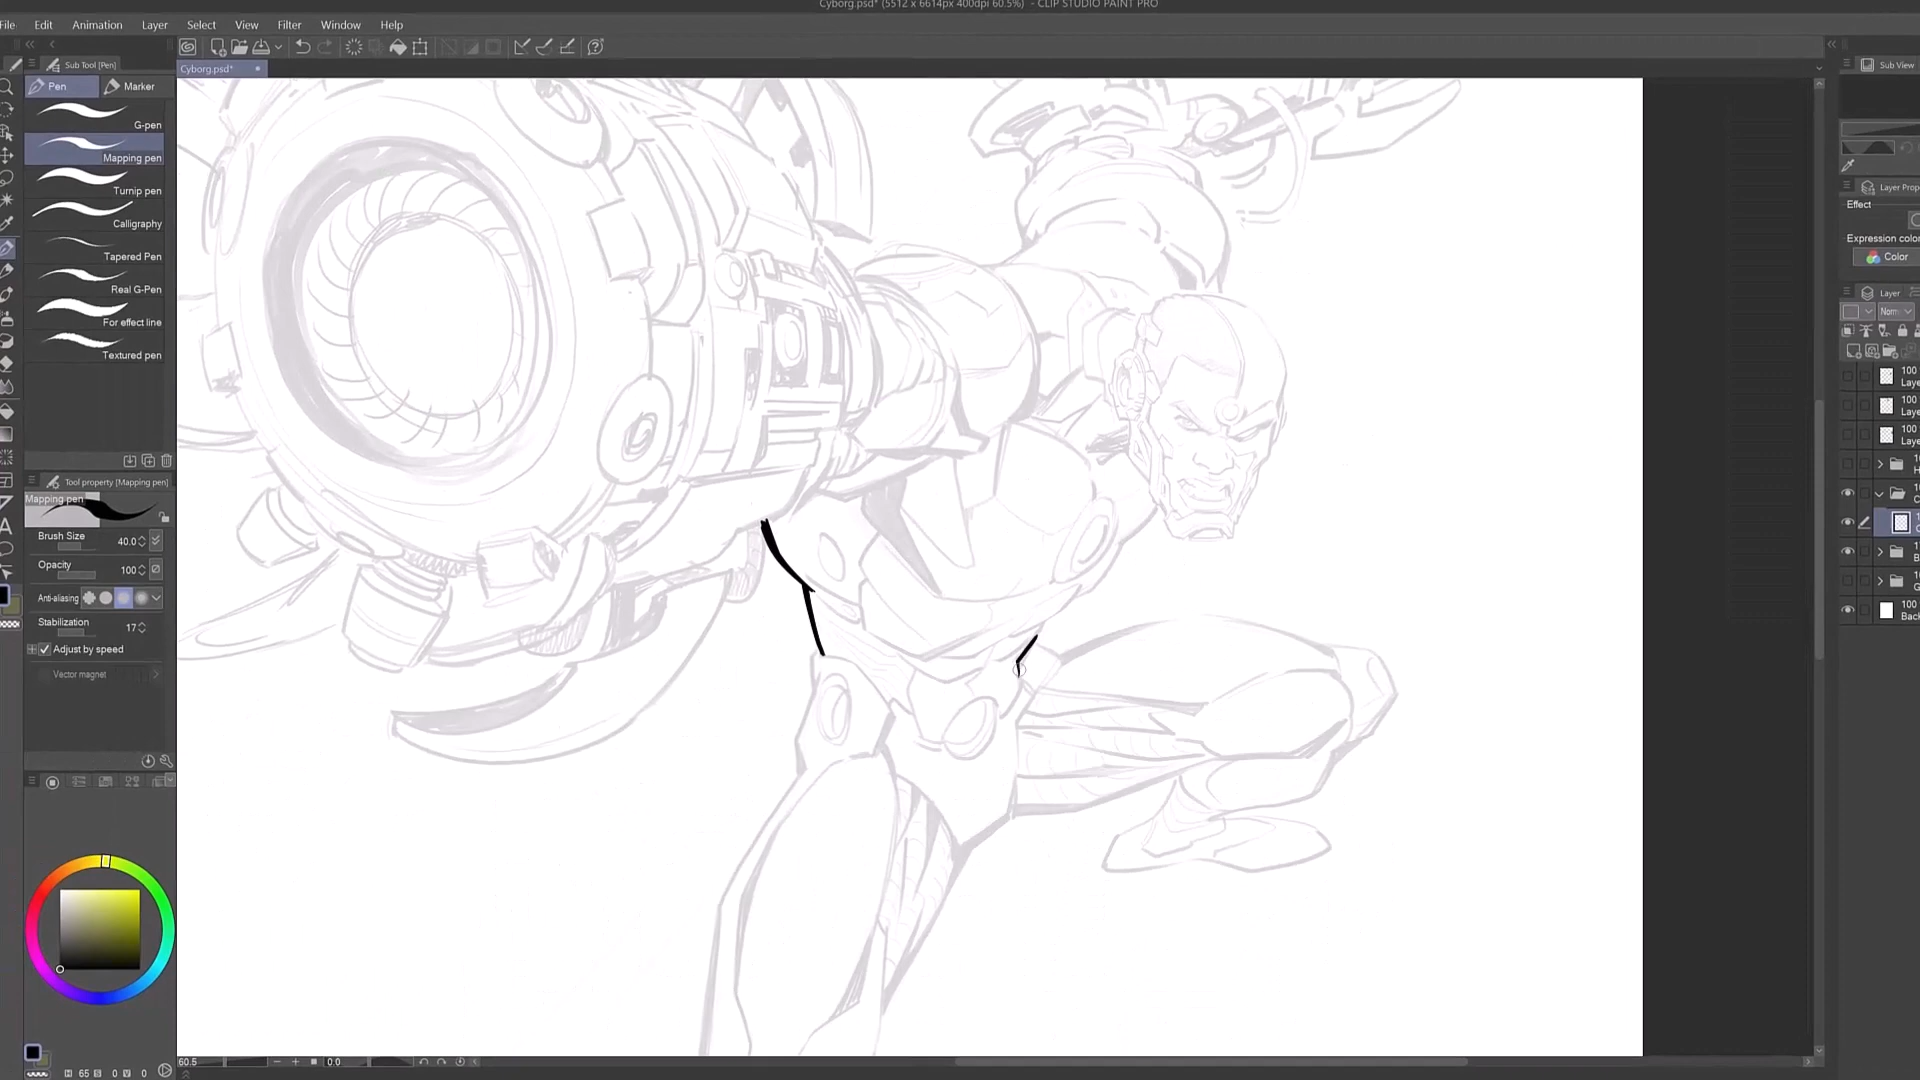 Cyborg.psd* (5512 x 6614px 400dpi 60.5%) - CLIP STUDIO PAINT PRO
File Edit Animation Layer Select View Filter Window Help
Sub Tool [Pen]
Cyborg.psd*
Sub View
Pen Marker
G-pen
Mapping pen
Turnip pen
Calligraphy
Tapered Pen
Real G-Pen
For effect line
Textured pen
Tool property [Mapping pen]
Mapping pen
Brush Size 40.0
Opacity 100
Anti-aliasing
Stabilization 17
Adjust by speed
Vector magnet
Effect
Expression color
Color
Layer
100
100
100
100
60.5 0.0
H 65 S 0 V 0